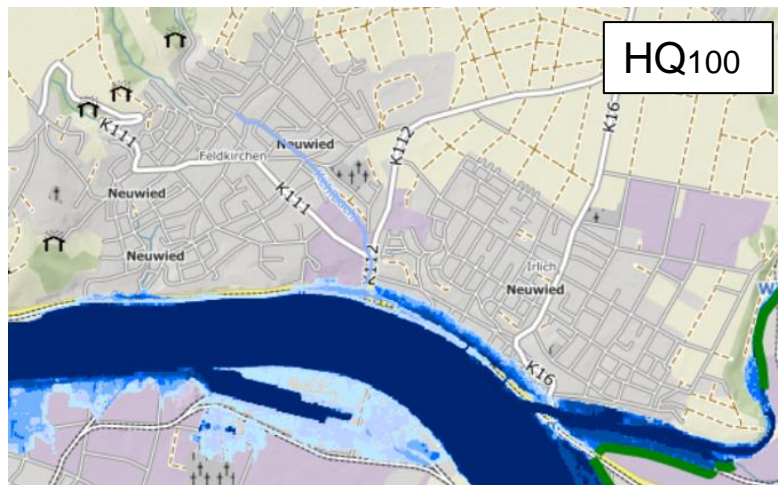 HQ100
K16
K112
Neuwied
K111
Feldkirchen
Neuwied
K111
Irlich
Neuwied
Neuwied
K112
K16
W